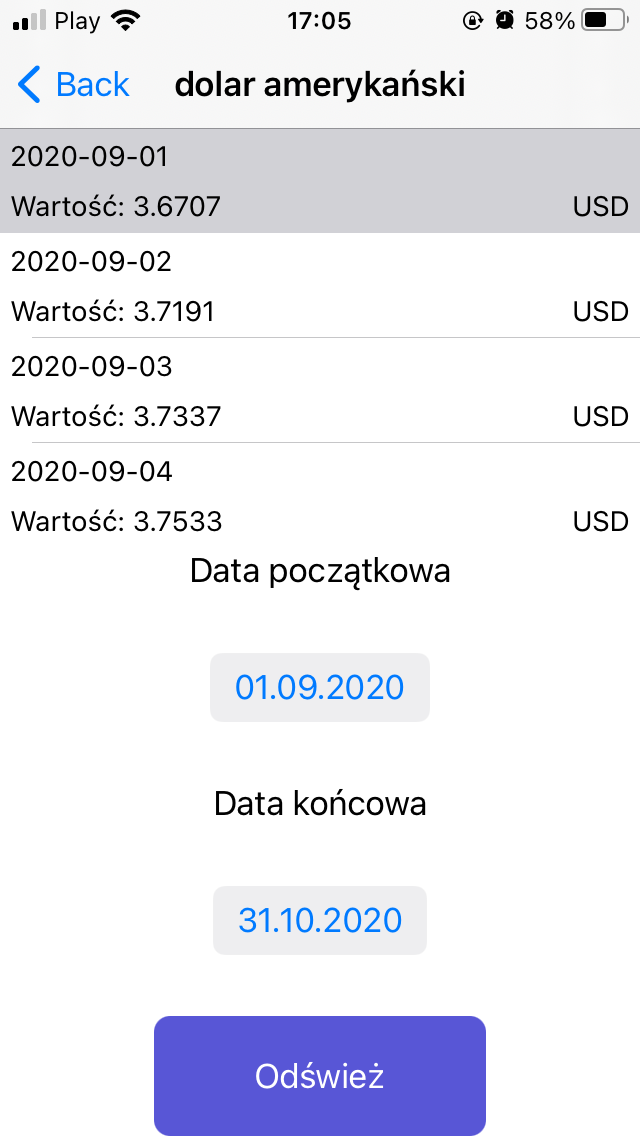 Play 17:05 58%
Back dolar amerykański
2020-09-01
Wartość: 3.6707 USD
2020-09-02
Wartość: 3.7191 USD
2020-09-03
Wartość: 3.7337 USD
2020-09-04
Wartość: 3.7533 USD
Data początkowa
01.09.2020
Data końcowa
31.10.2020
Odśwież